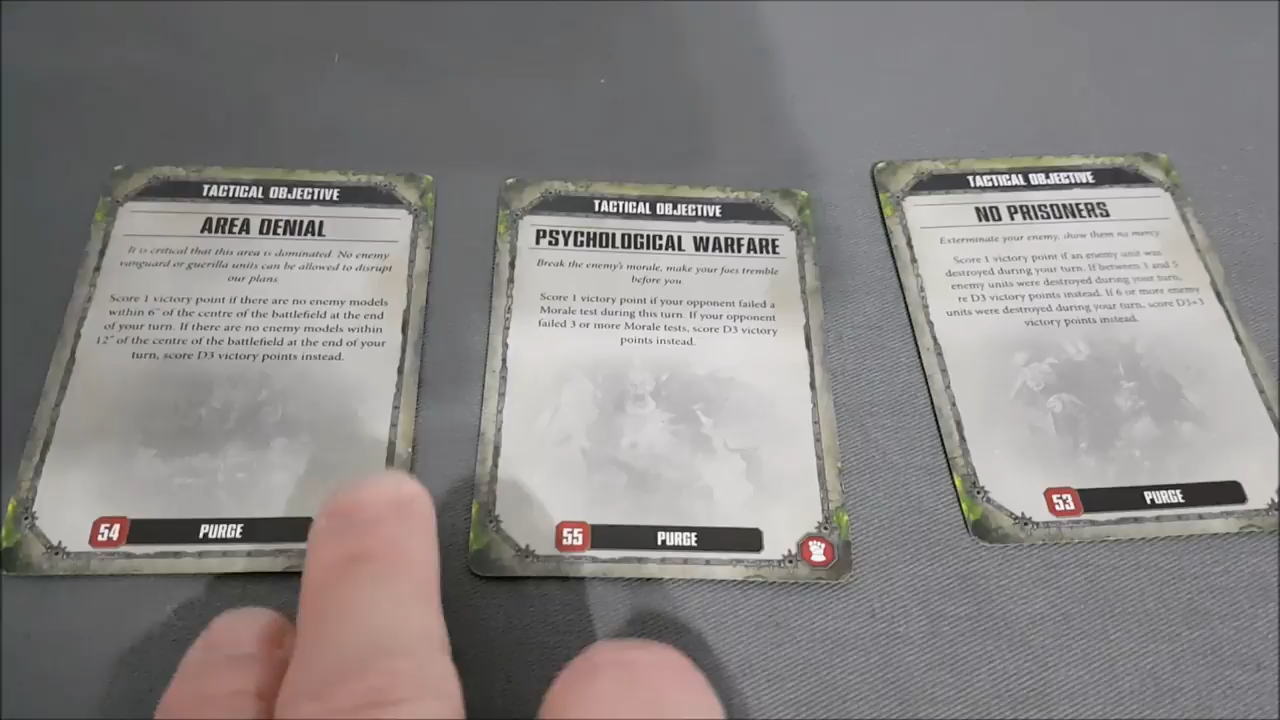 TACTICAL OBJECTIVE
AREA DENIAL
It is critical that this area is dominated. No enemy
vanguard or guerilla units can be allowed to disrupt
our plans.
Score 1 victory point if there are no enemy models
within 6" of the centre of the battlefield at the end
of your turn. If there are no enemy models within
12" of the centre of the battlefield at the end of your
turn, score D3 victory points instead.
54
PURGE
TACTICAL OBJECTIVE
PSYCHOLOGICAL WARFARE
Break the enemy's morale, make your foes tremble
before you.
Score 1 victory point if your opponent failed a
Morale test during this turn. If your opponent
failed 3 or more Morale tests, score D3 victory
points instead.
55
PURGE
TACTICAL OBJECTIVE
NO PRISONERS
Exterminate your enemy, show them no mercy.
Score 1 victory point if an enemy unit was
destroyed during your turn. If between 3 and 5
enemy units were destroyed during your turn,
re D3 victory points instead. If 6 or more enemy
units were destroyed during your turn, score D3+3
victory points instead.
53
PURGE